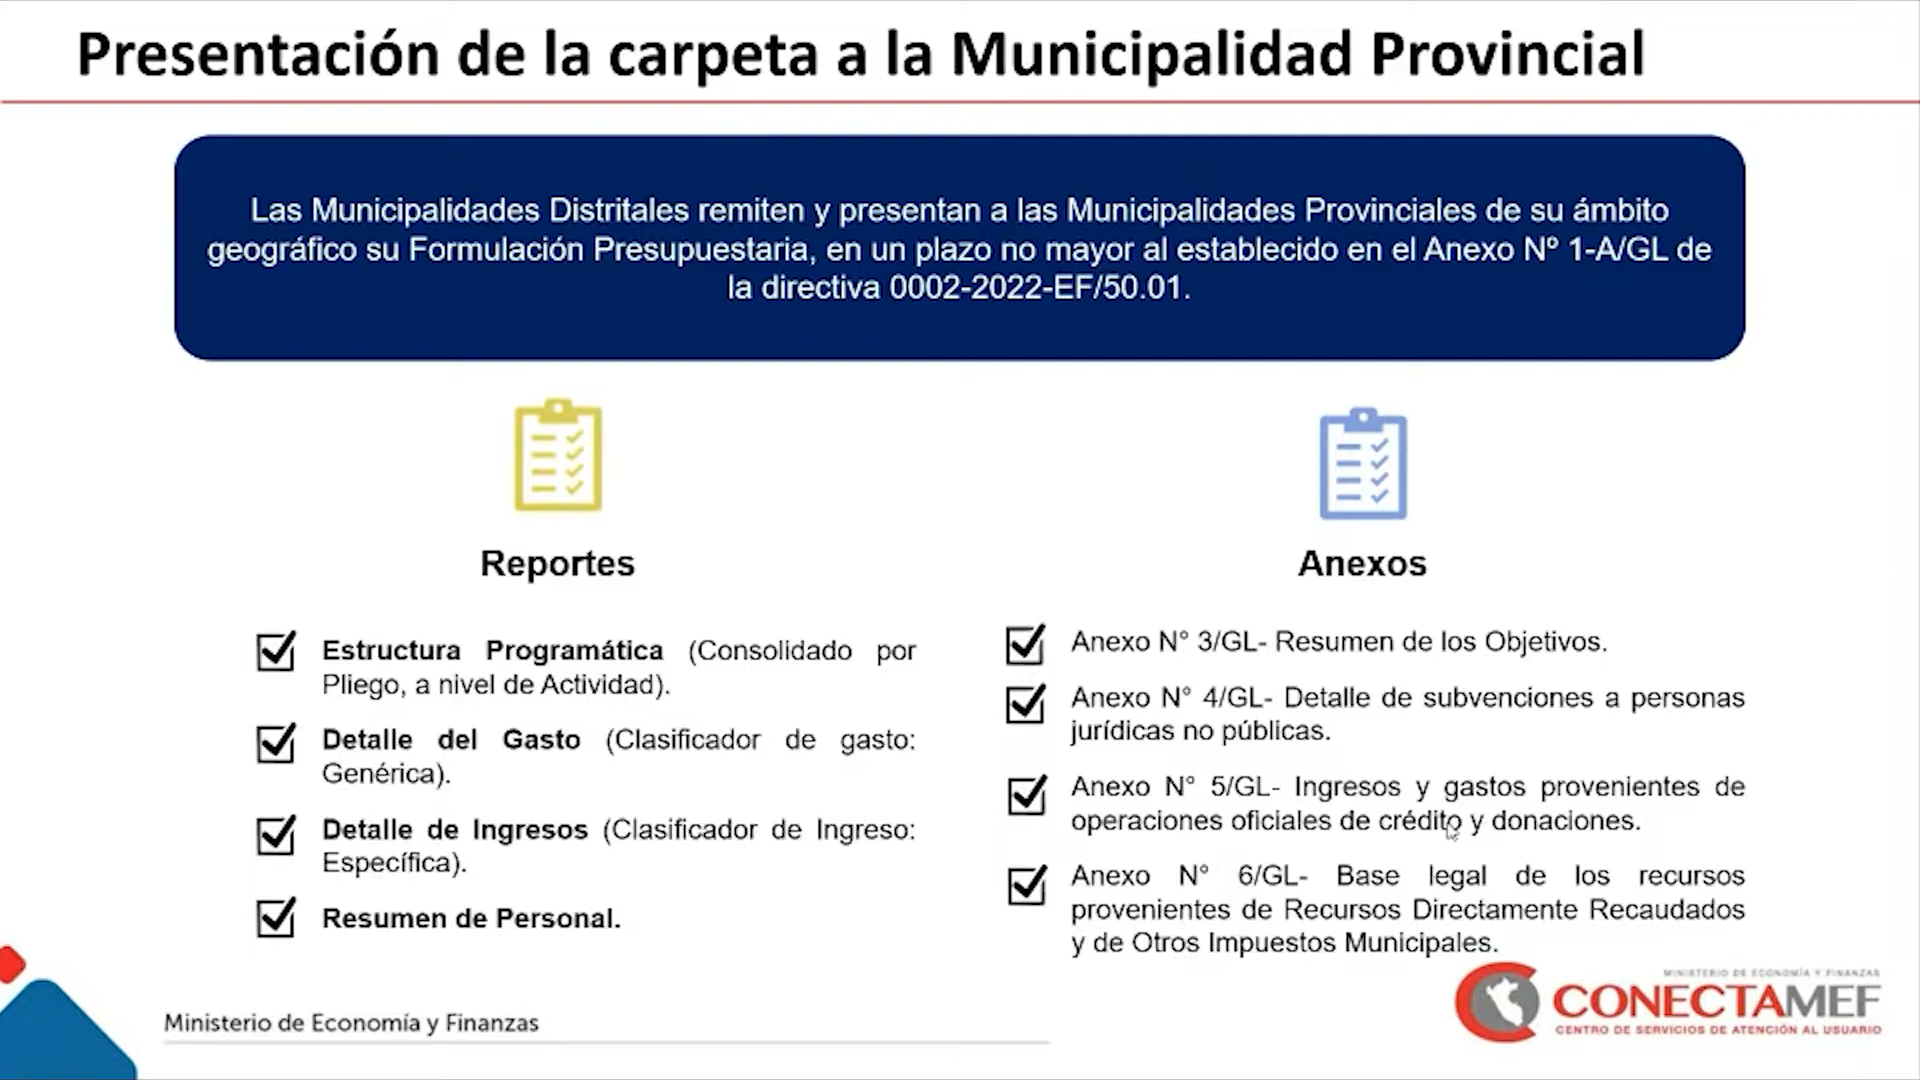 Presentación de la carpeta a la Municipalidad Provincial
Las Municipalidades Distritales remiten y presentan a las Municipalidades Provinciales de su ámbito
geográfico su Formulación Presupuestaria, en un plazo no mayor al establecido en el Anexo Nº 1-A/GL de
la directiva 0002-2022-EF/50.01.
Reportes
Estructura Programática (Consolidado por
Pliego, a nivel de Actividad).
Detalle del Gasto (Clasificador de gasto:
Genérica).
Detalle de Ingresos (Clasificador de Ingreso:
Específica).
Resumen de Personal.
Anexos
Anexo N° 3/GL- Resumen de los Objetivos.
Anexo N° 4/GL- Detalle de subvenciones a personas
jurídicas no públicas.
Anexo N° 5/GL- Ingresos y gastos provenientes de
operaciones oficiales de crédito y donaciones.
Anexo N° 6/GL- Base legal de los recursos
provenientes de Recursos Directamente Recaudados
y de Otros Impuestos Municipales.
Ministerio de Economía y Finanzas
MINISTERIO DE ECONOMÍA Y FINANZAS
CONECTAMEF
CENTRO DE SERVICIOS DE ATENCIÓN AL USUARIO